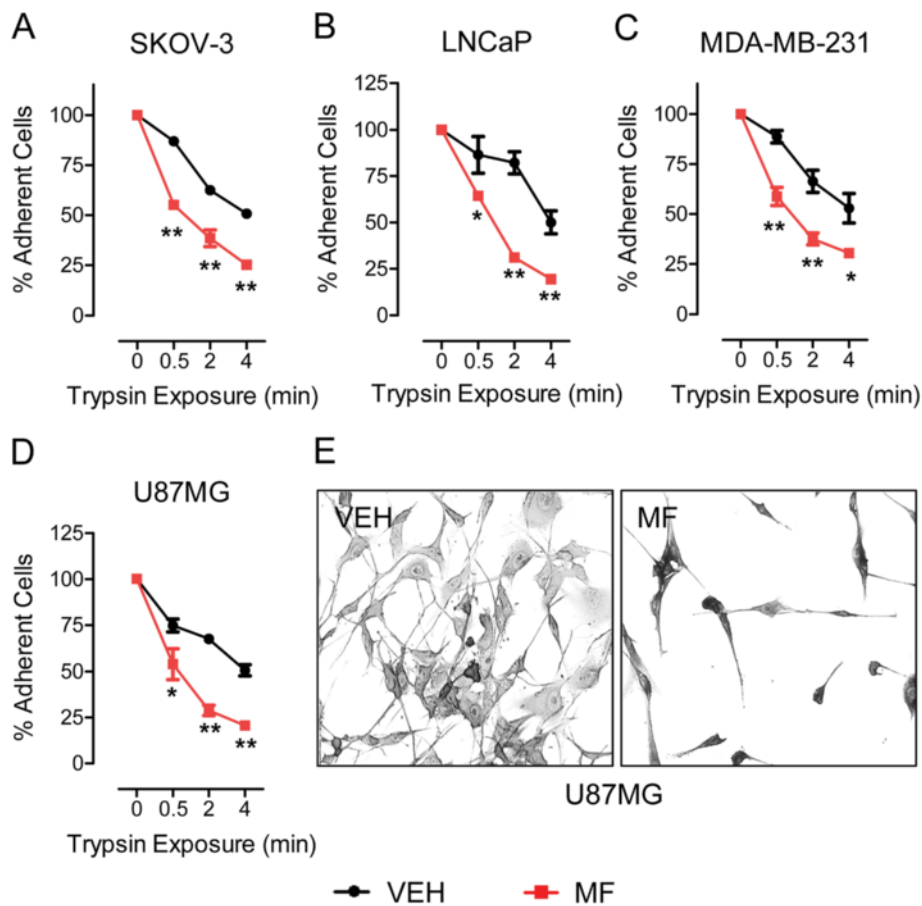 A
SKOV-3
% Adherent Cells
100
75
50
25
0
**
**
**
0 0.5 2 4
Trypsin Exposure (min)
B
LNCaP
% Adherent Cells
125
100
75
50
25
0
*
**
**
0 0.5 2 4
Trypsin Exposure (min)
C
MDA-MB-231
% Adherent Cells
100
75
50
25
0
**
**
*
0 0.5 2 4
Trypsin Exposure (min)
D
U87MG
% Adherent Cells
125
100
75
50
25
0
*
**
**
0 0.5 2 4
Trypsin Exposure (min)
E
VEH
MF
U87MG
VEH MF